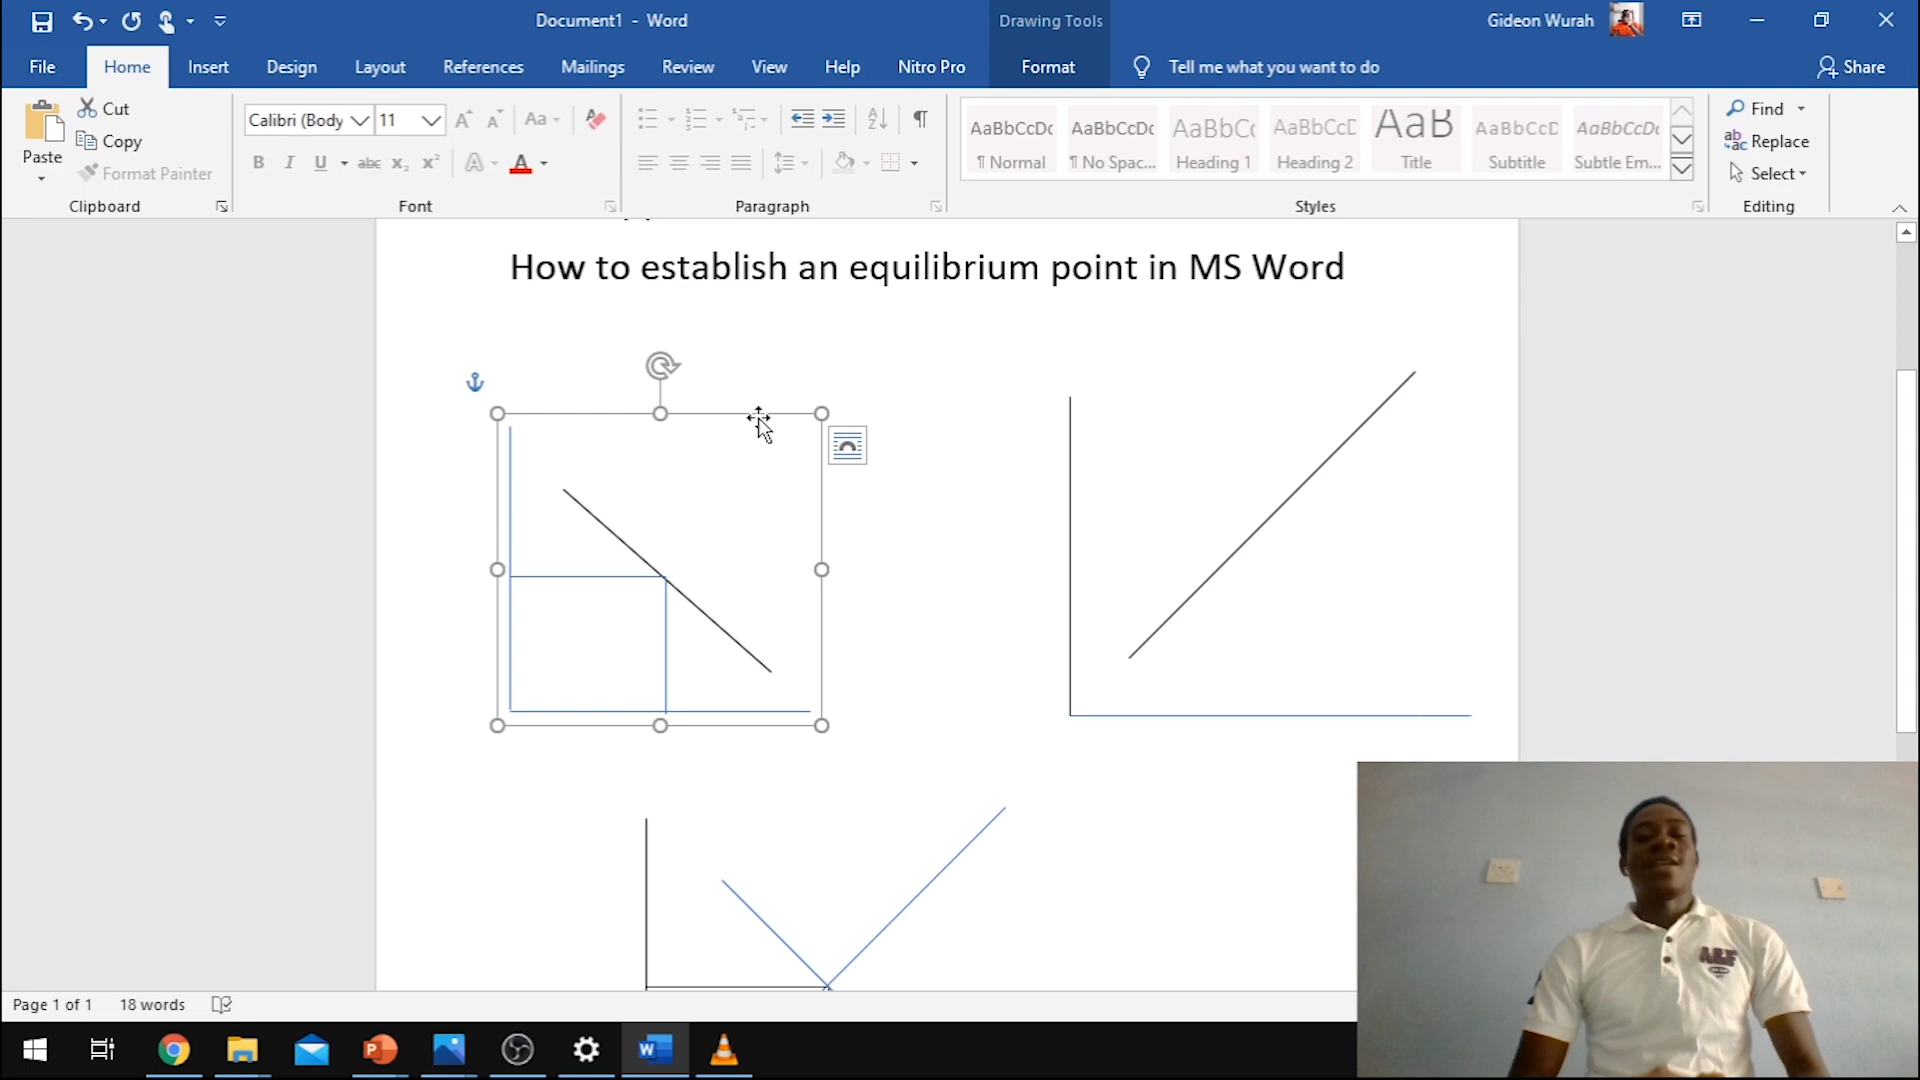 Document1 - Word
Drawing Tools
Gideon Wurah
File Home Insert Design Layout References Mailings Review View Help Nitro Pro Format Tell me what you want to do Share
Paste
Cut
Copy
Format Painter
Clipboard
Calibri (Body 11
Aa
B I U abc x₂ x² A A
Font
Paragraph
AaBbCcDc AaBbCcDc AaBbCc AaBbCcD AaB AaBbCcD AaBbCcDc
¶ Normal ¶ No Spac... Heading 1 Heading 2 Title Subtitle Subtle Em...
Styles
Find
Replace
Select
Editing
How to establish an equilibrium point in MS Word
Page 1 of 1 18 words